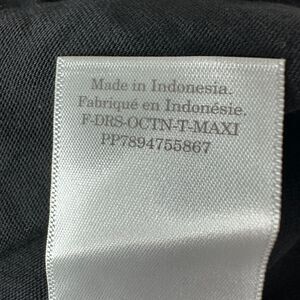 Made in Indonesia.
Fabriqué en Indonésie.
F-DRS-OCTN-T-MAXI
PP7894755867